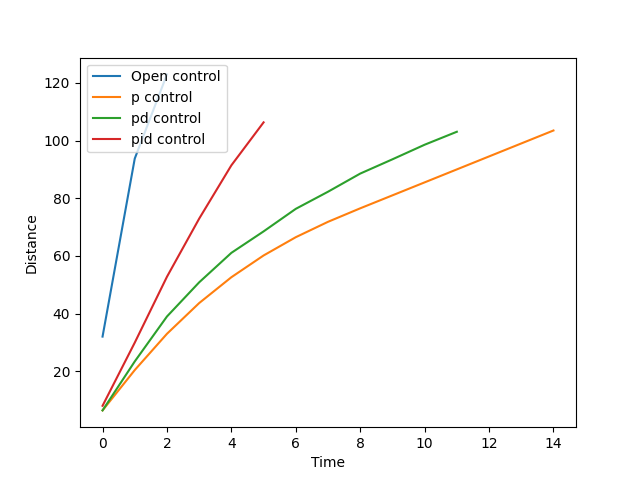 Open control
p control
pd control
pid control
120
100
80
60
40
20
Distance
0 2 4 6 8 10 12 14
Time